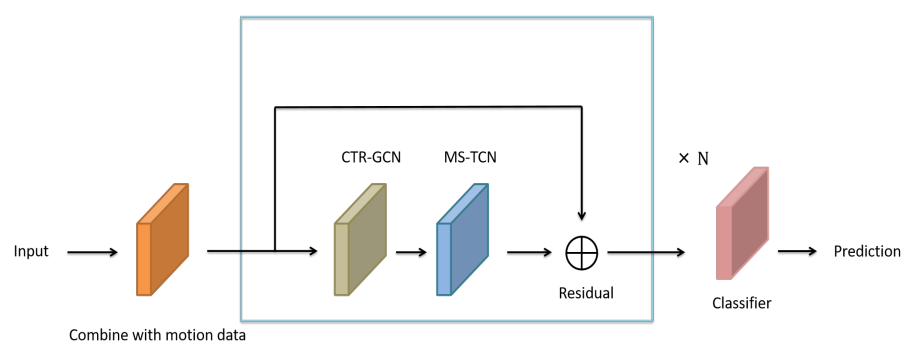 CTR-GCN
MS-TCN
× N
Input
Prediction
Residual
Classifier
Combine with motion data